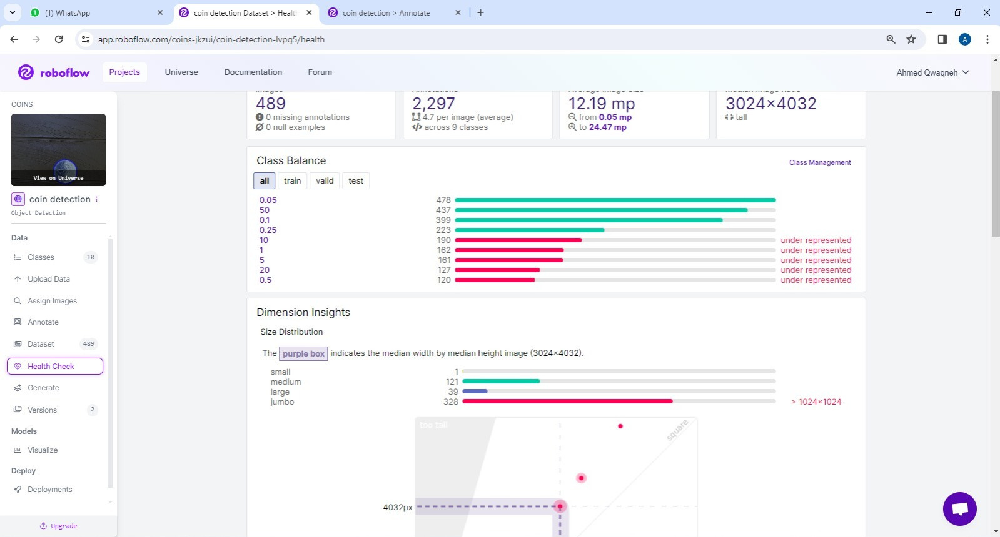 (1) WhatsApp
coin detection Dataset > Healt
coin detection > Annotate
app.roboflow.com/coins-jkzui/coin-detection-lvpg5/health
A
roboflow
Projects
Universe
Documentation
Forum
Ahmed Qwaqneh
COINS
View on Universe
coin detection
Object Detection
Data
Classes 10
Upload Data
Assign Images
Annotate
Dataset 489
Health Check
Generate
Versions 2
Models
Visualize
Deploy
Deployments
Upgrade
Images
489
0 missing annotations
0 null examples
Annotations
2,297
4.7 per image (average)
across 9 classes
Average Image Size
12.19 mp
from 0.05 mp
to 24.47 mp
Median Image Ratio
3024×4032
tall
Class Balance
Class Management
all train valid test
0.05 478
50 437
0.1 399
0.25 223
10 190 under represented
1 162 under represented
5 161 under represented
20 127 under represented
0.5 120 under represented
Dimension Insights
Size Distribution
The purple box indicates the median width by median height image (3024×4032).
small 1
medium 121
large 39
jumbo 328 > 1024×1024
too tall
square
4032px